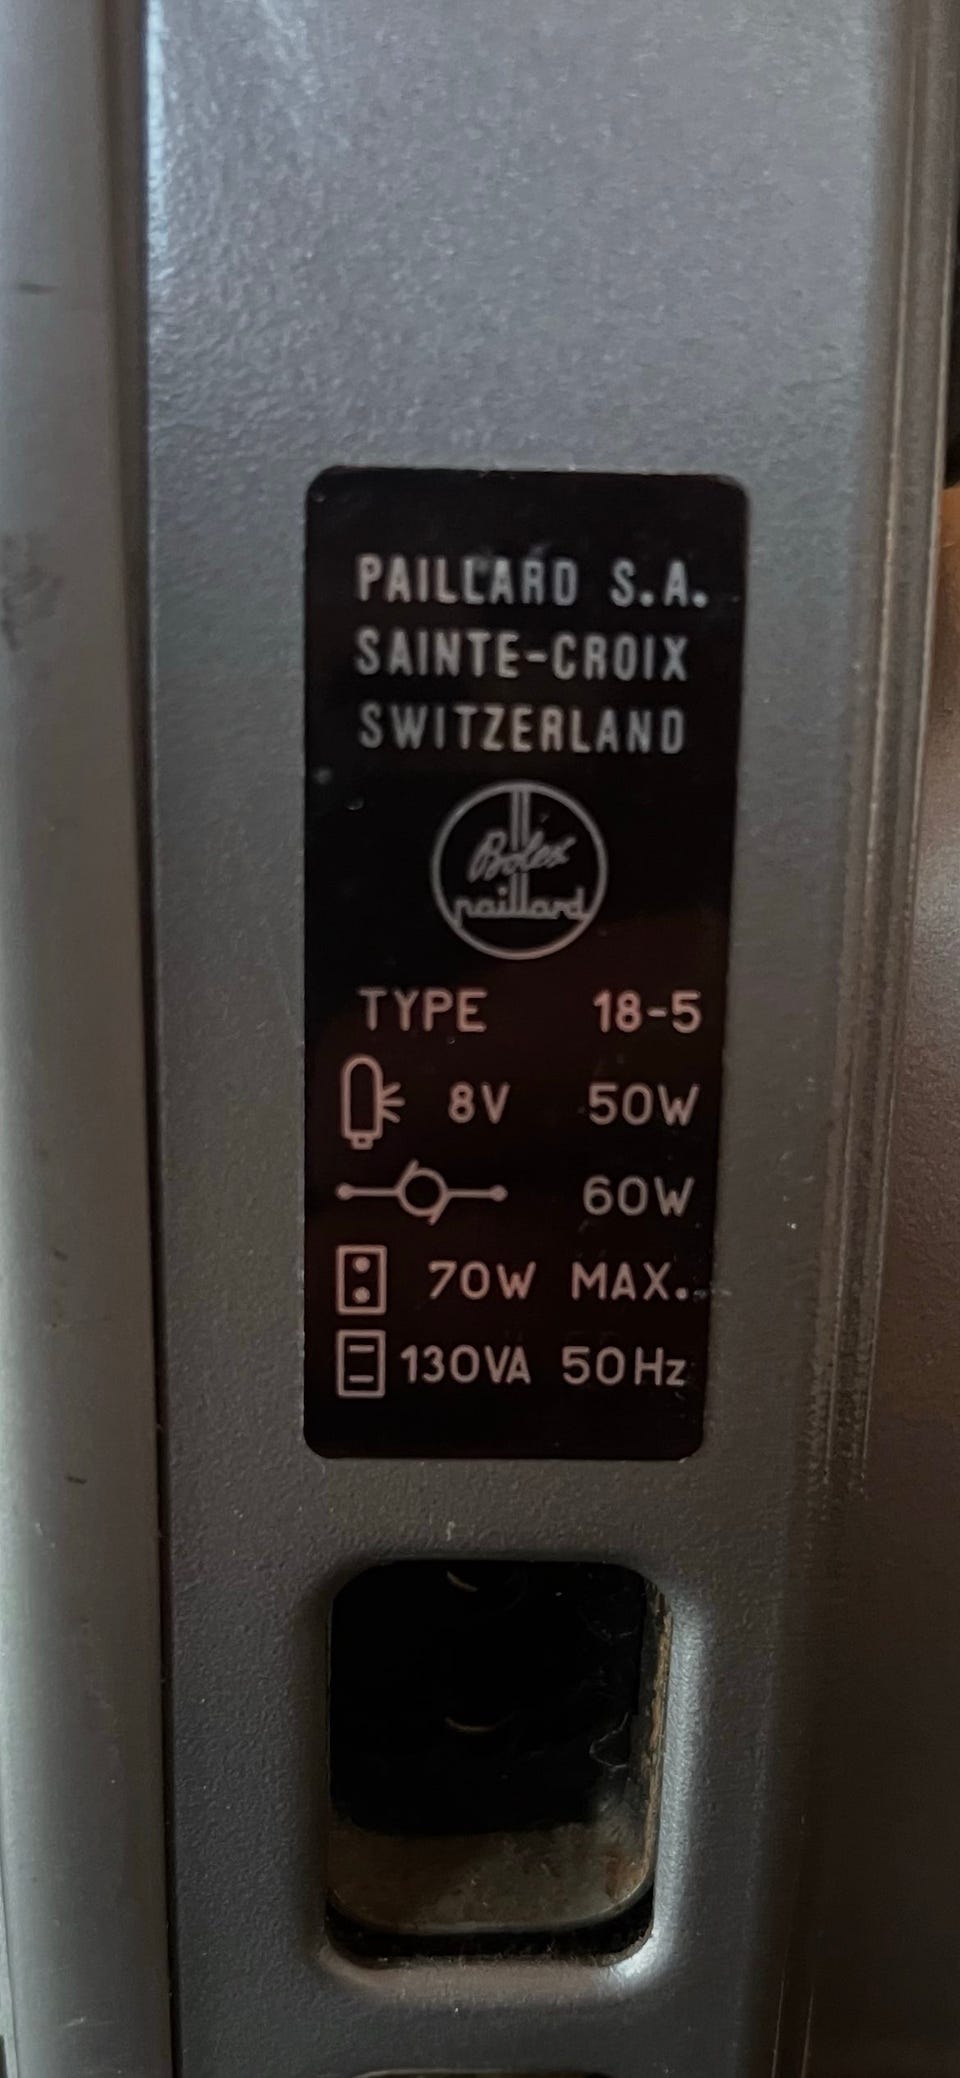 PAILLARD S.A.
SAINTE-CROIX
SWITZERLAND
Bolex
paillard
TYPE 18-5
8V 50W
60W
70W MAX.
130VA 50Hz